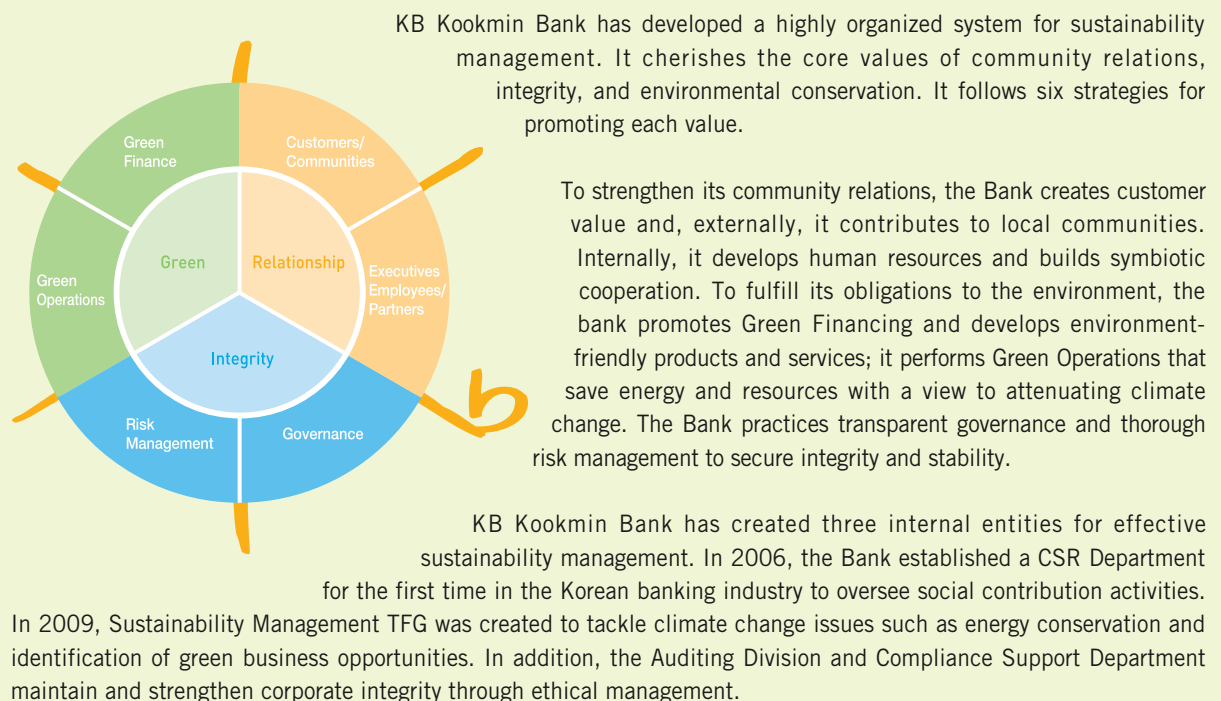 KB Kookmin Bank has developed a highly organized system for sustainability
management. It cherishes the core values of community relations,
integrity, and environmental conservation. It follows six strategies for
promoting each value.
Green
Finance
Customers/
Communities
Green
Operations
Green
Relationship
Executives
Employees/
Partners
Integrity
Risk
Management
Governance
b
To strengthen its community relations, the Bank creates customer
value and, externally, it contributes to local communities.
Internally, it develops human resources and builds symbiotic
cooperation. To fulfill its obligations to the environment, the
bank promotes Green Financing and develops environment-
friendly products and services; it performs Green Operations that
save energy and resources with a view to attenuating climate
change. The Bank practices transparent governance and thorough
risk management to secure integrity and stability.
KB Kookmin Bank has created three internal entities for effective
sustainability management. In 2006, the Bank established a CSR Department
for the first time in the Korean banking industry to oversee social contribution activities.
In 2009, Sustainability Management TFG was created to tackle climate change issues such as energy conservation and
identification of green business opportunities. In addition, the Auditing Division and Compliance Support Department
maintain and strengthen corporate integrity through ethical management.